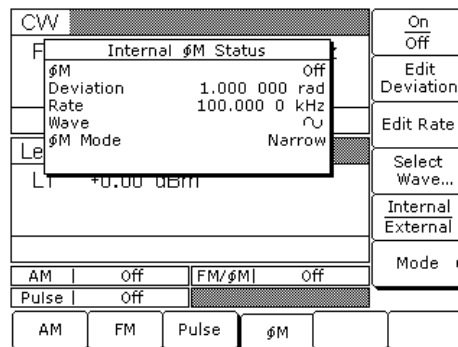 CW
F
Internal ϕM Status
ϕM Off
Deviation 1.000 000 rad
Rate 100.000 0 kHz
Wave
ϕM Mode Narrow
Le
L1 +0.00 dBm
AM Off FM/ϕM Off
Pulse Off
AM FM Pulse ϕM
On
Off
Edit
Deviation
Edit Rate
Select
Wave...
Internal
External
Mode